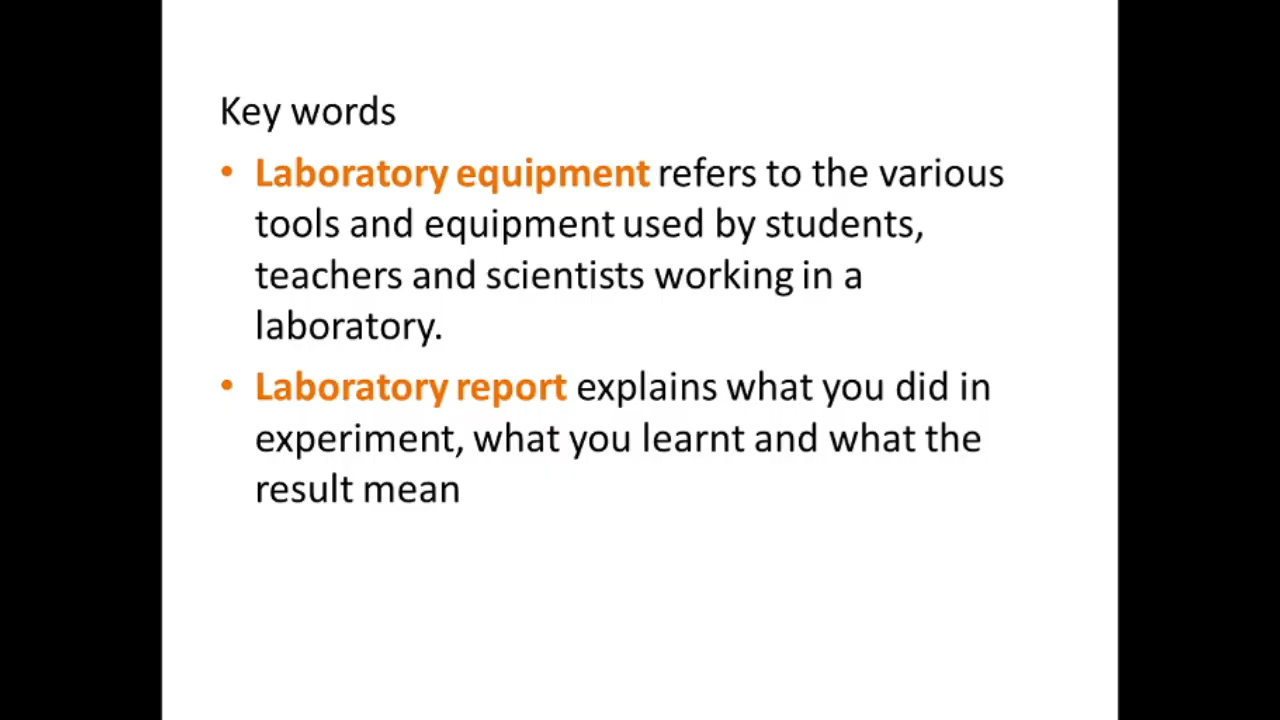 Key words
• Laboratory equipment refers to the various
tools and equipment used by students,
teachers and scientists working in a
laboratory.
• Laboratory report explains what you did in
experiment, what you learnt and what the
result mean